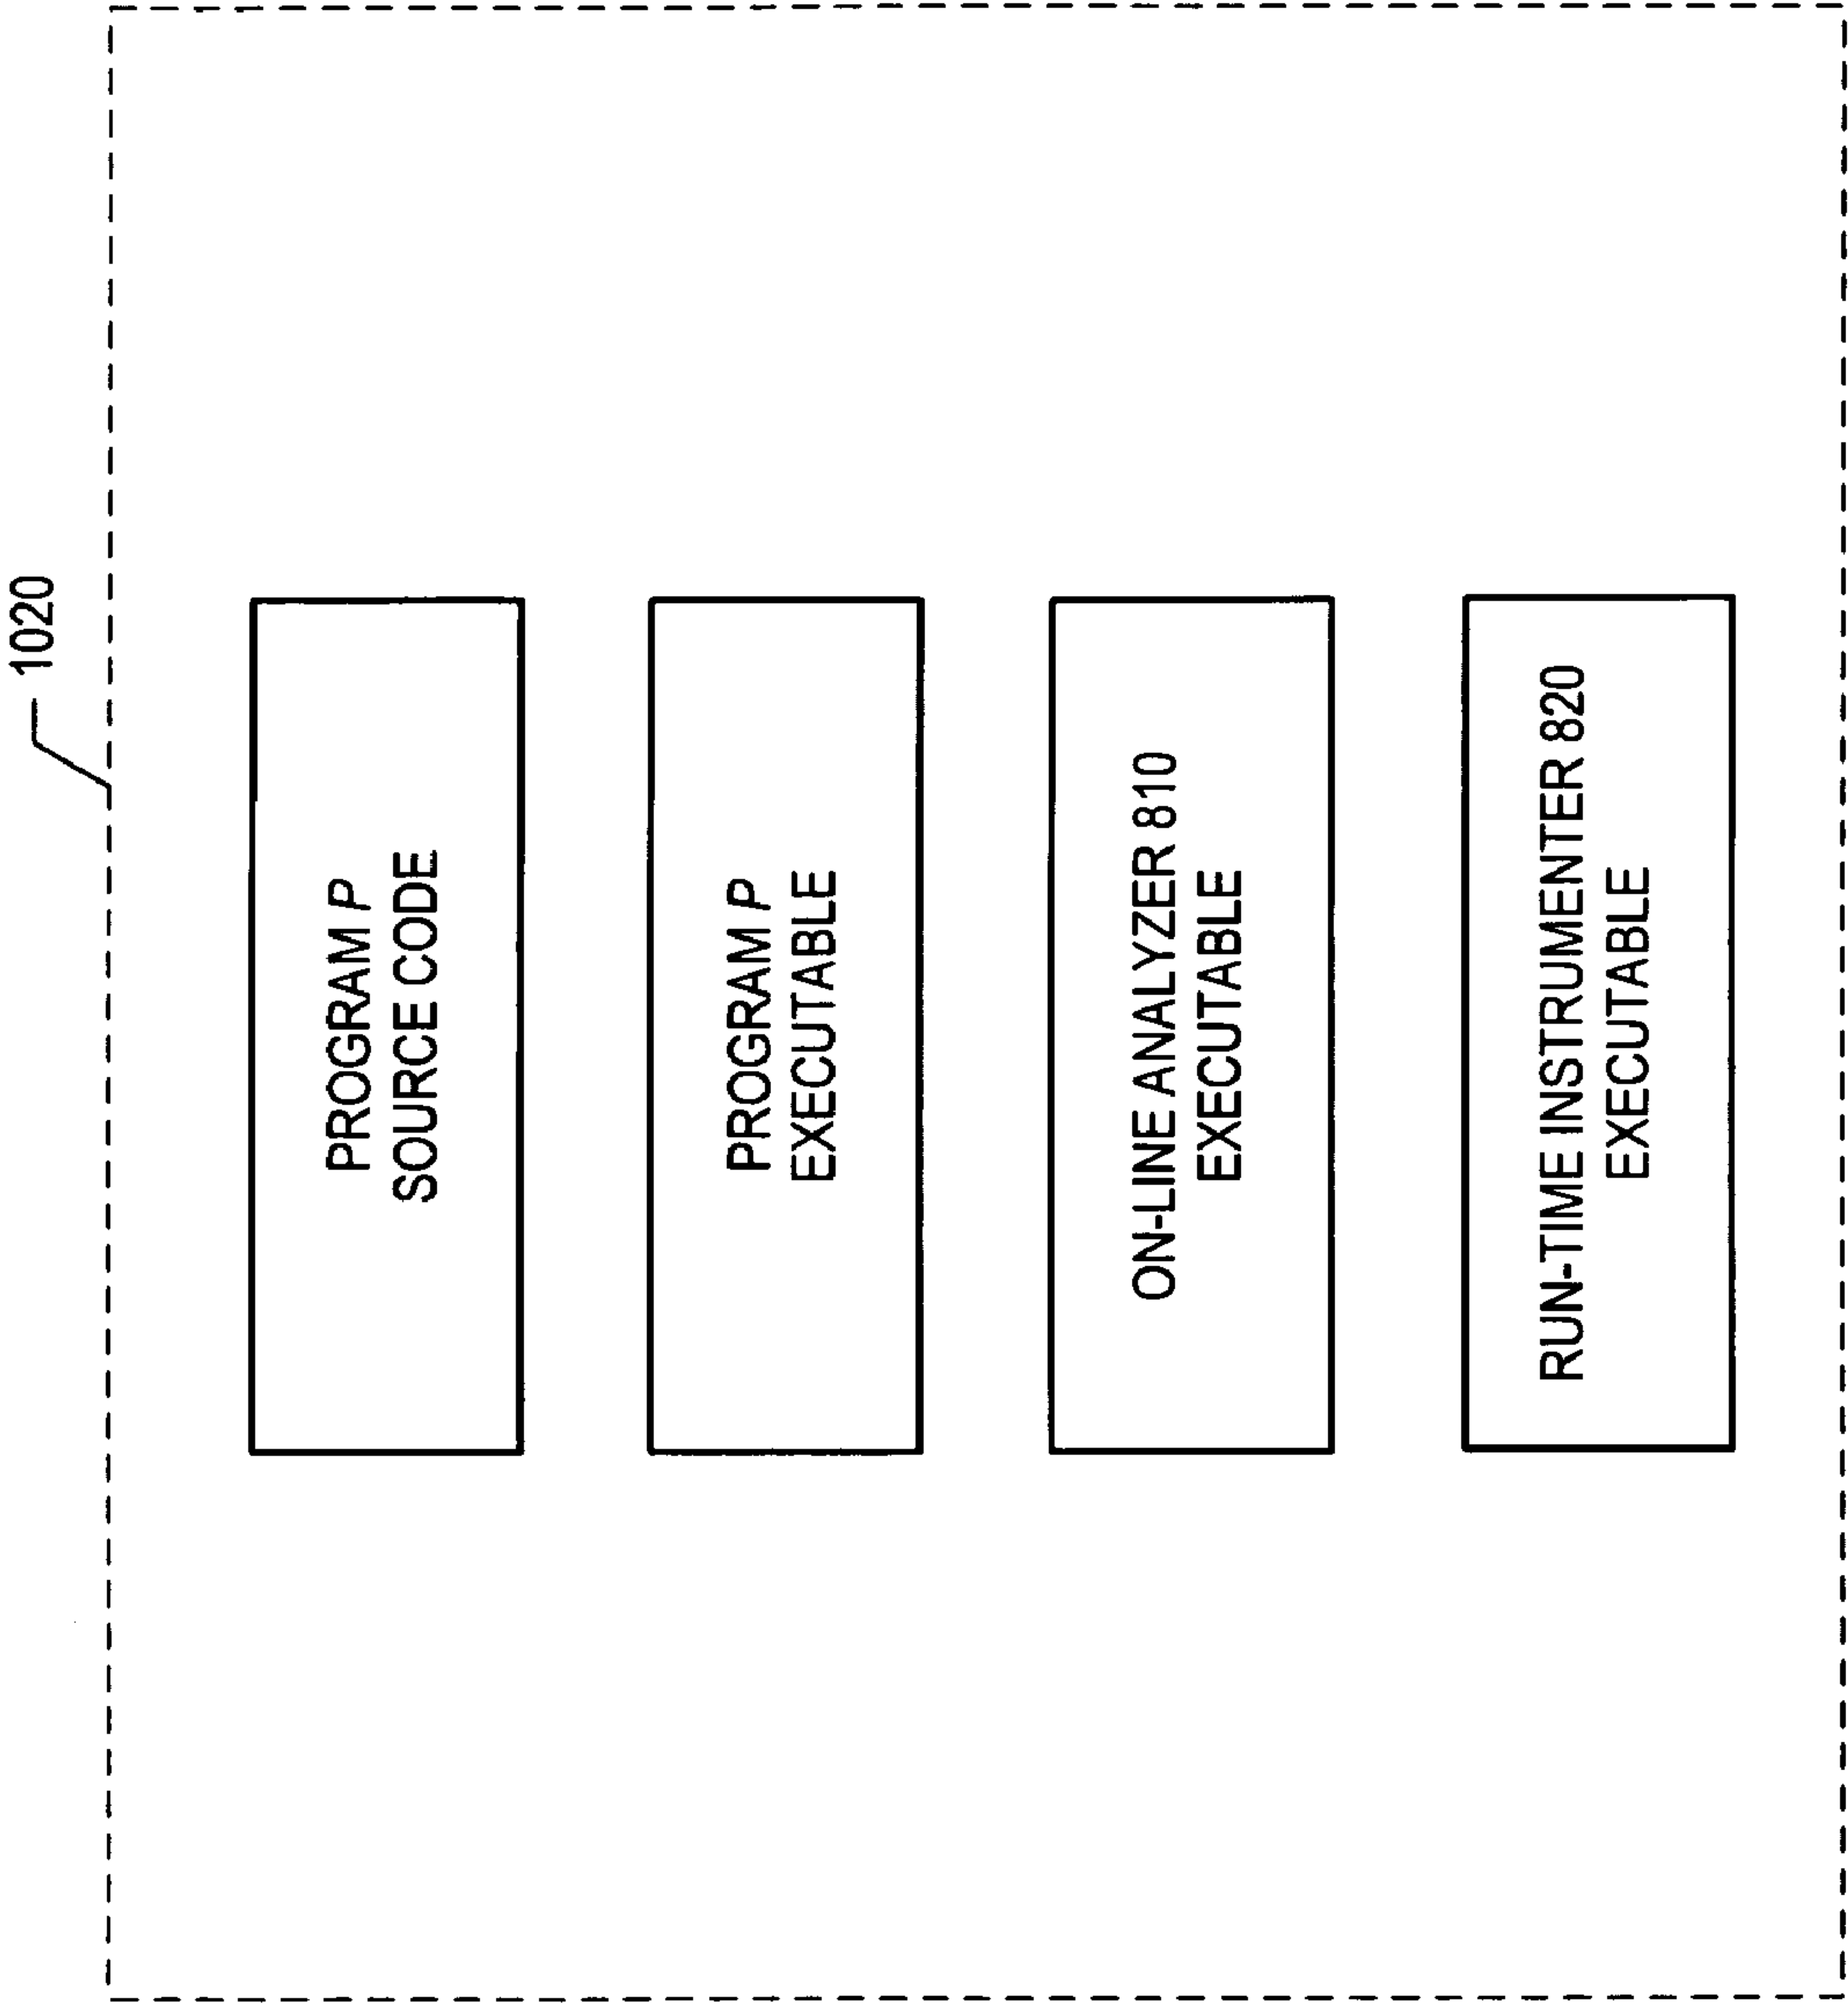 1020
PROGRAM P
SOURCE CODE
PROGRAM P
EXECUTABLE
ON-LINE ANALYZER 810
EXECUTABLE
RUN-TIME INSTRUMENTER 820
EXECUTABLE